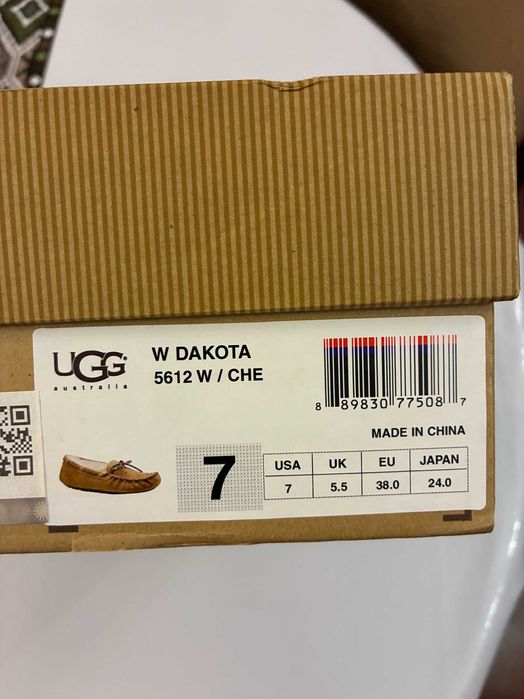 UGG
australia
W DAKOTA
5612 W / CHE
8 89830 77508 7
MADE IN CHINA
7
USA UK EU JAPAN
7 5.5 38.0 24.0